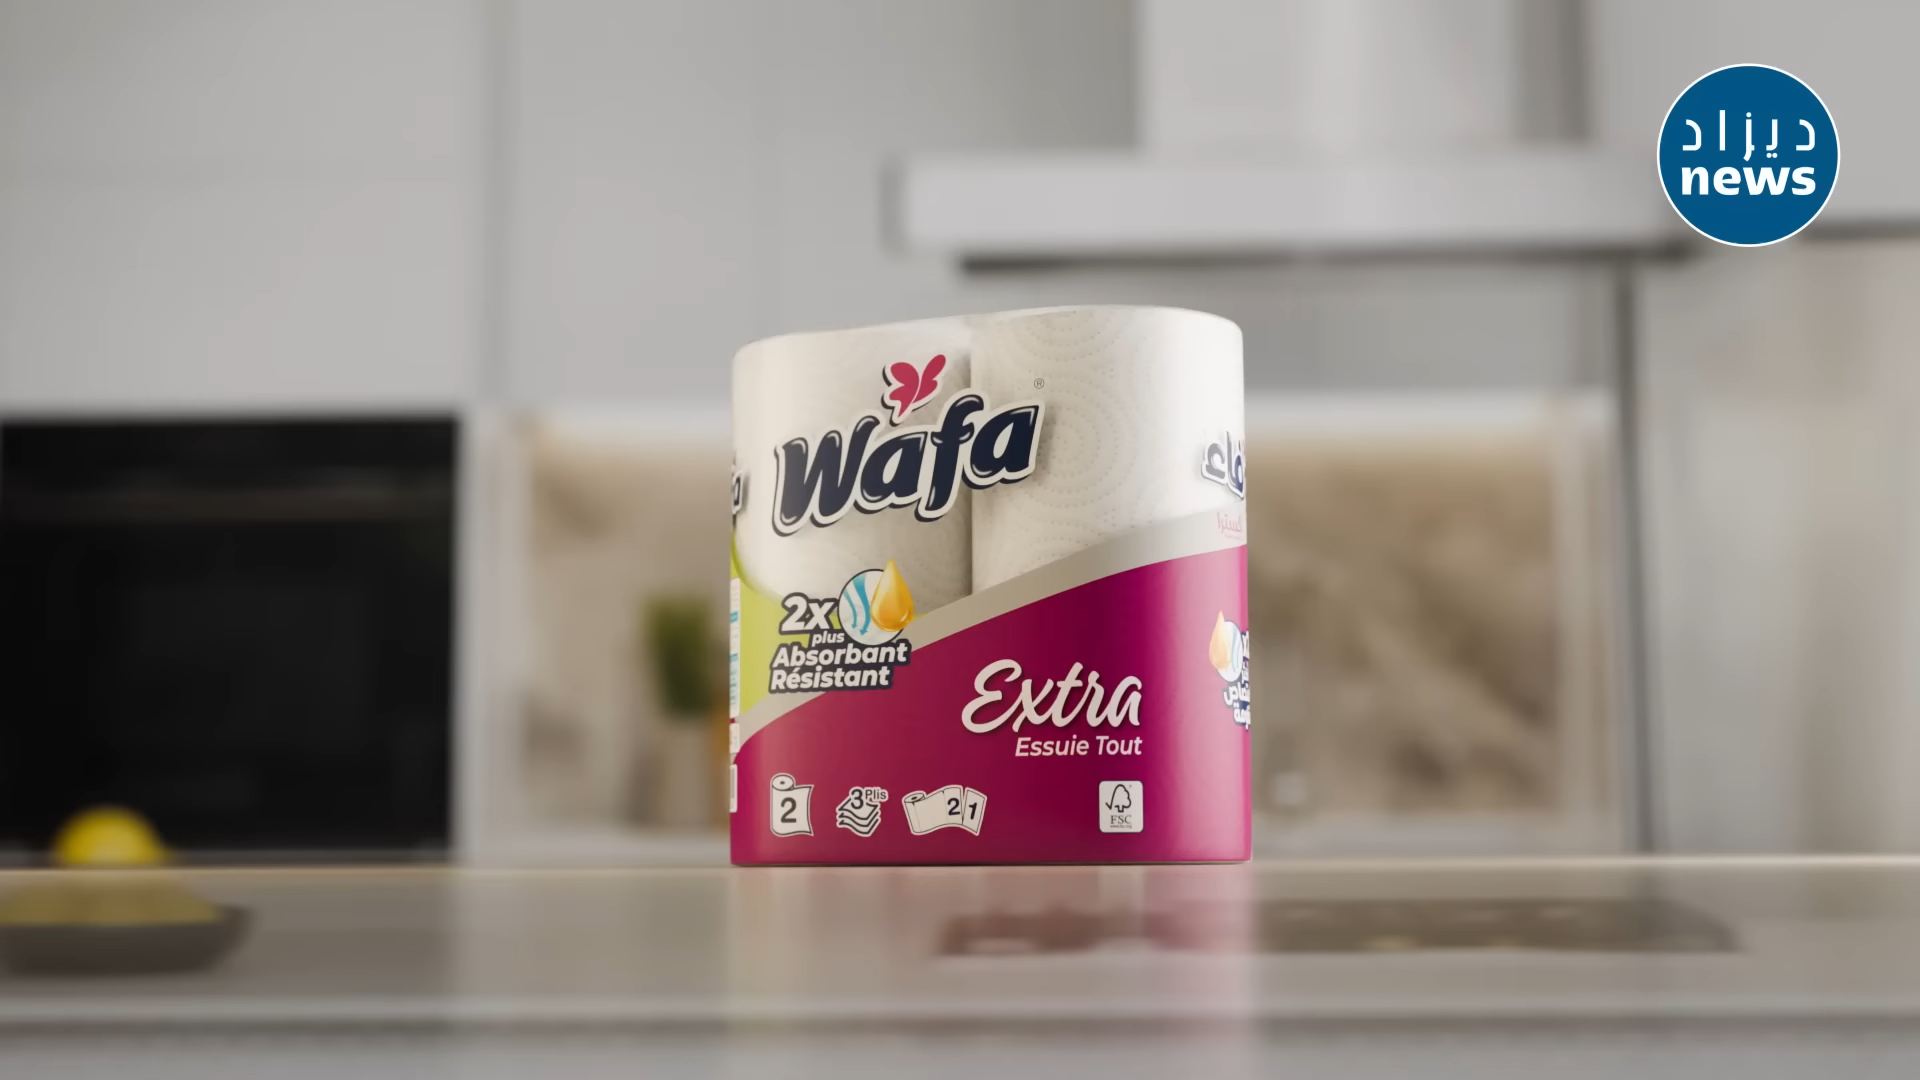 ديزاد
news
Wafa
®
2x
plus
Absorbant
Résistant
Extra
Essuie Tout
2
3 Plis
2 1
FSC